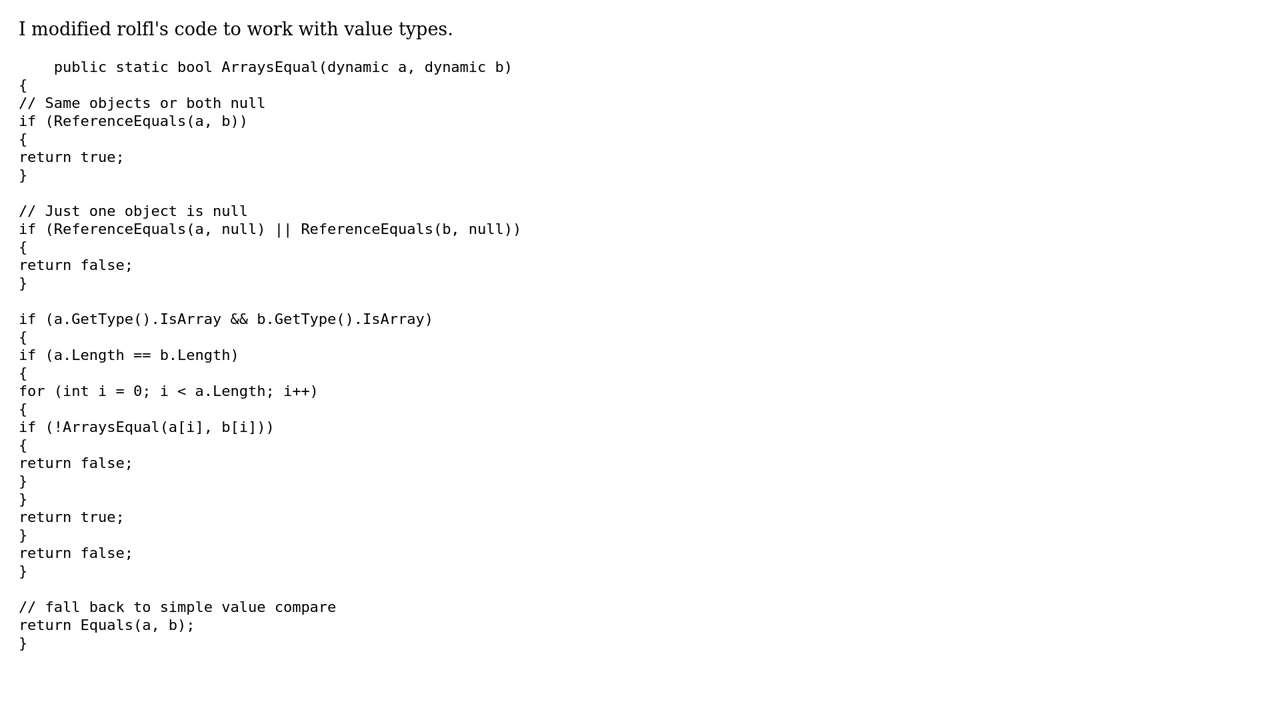 I modified rolfl's code to work with value types.
public static bool ArraysEqual(dynamic a, dynamic b)
{
// Same objects or both null
if (ReferenceEquals(a, b))
{
return true;
}
// Just one object is null
if (ReferenceEquals(a, null) || ReferenceEquals(b, null))
{
return false;
}
if (a.GetType().IsArray && b.GetType().IsArray)
{
if (a.Length == b.Length)
{
for (int i = 0; i < a.Length; i++)
{
if (!ArraysEqual(a[i], b[i]))
{
return false;
}
}
return true;
}
return false;
}
// fall back to simple value compare
return Equals(a, b);
}